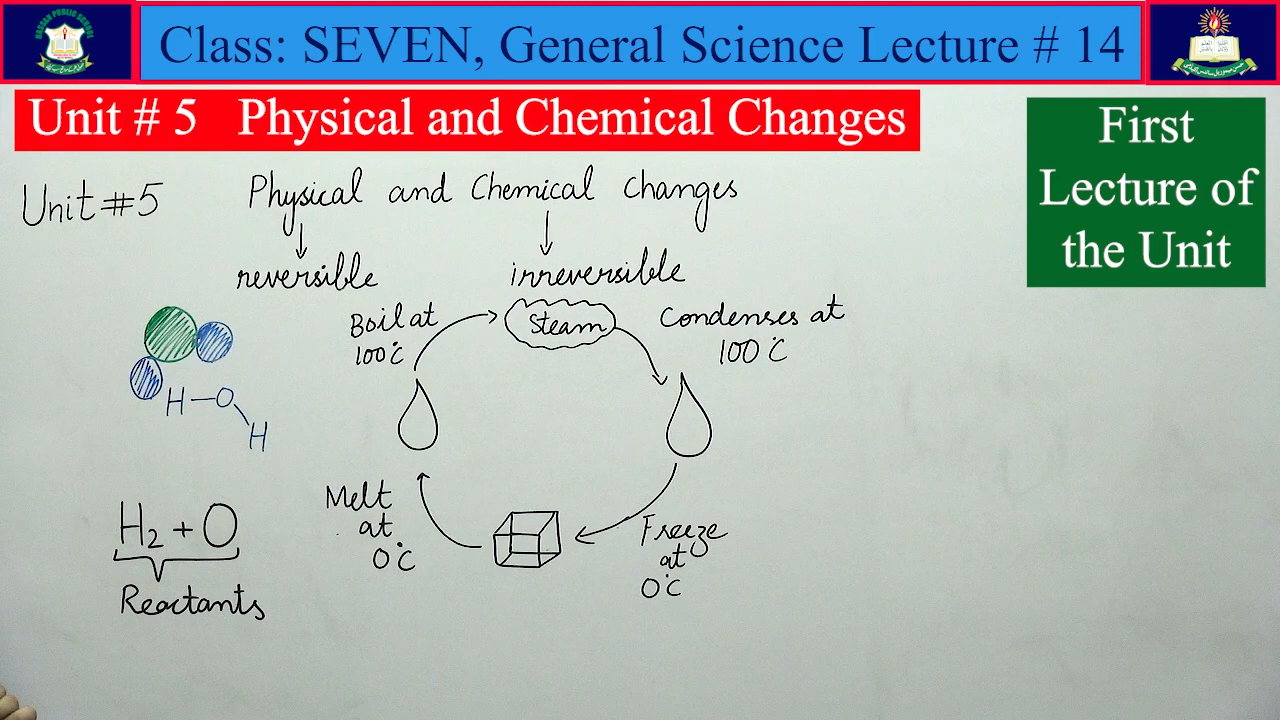 Class: SEVEN, General Science Lecture # 14
Unit # 5 Physical and Chemical Changes
First
Lecture of
the Unit
Unit #5 Physical and Chemical Changes
reversible irreversible
Boil at
100°C
Steam
Condenses at
100°C
H—O
H
Melt
at
0°C
Freeze
at
0°C
H₂ + O
Reactants